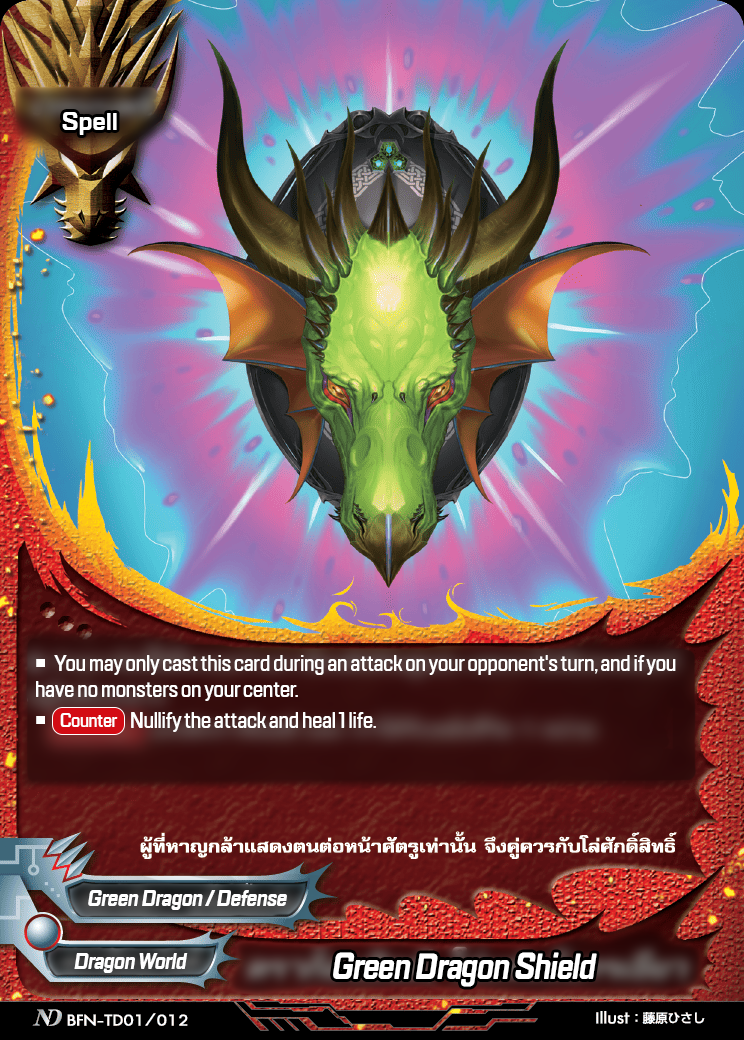 Spell
■ You may only cast this card during an attack on your opponent's turn, and if you
have no monsters on your center.
■ Counter Nullify the attack and heal 1 life.
ผู้ที่หาญกล้าแสดงตนต่อหน้าศัตรูเท่านั้น จึงคู่ควรกับโล่ศักดิ์สิทธิ์
Green Dragon / Defense
Dragon World
Green Dragon Shield
ND BFN-TD01/012
Illust : 藤原ひさし